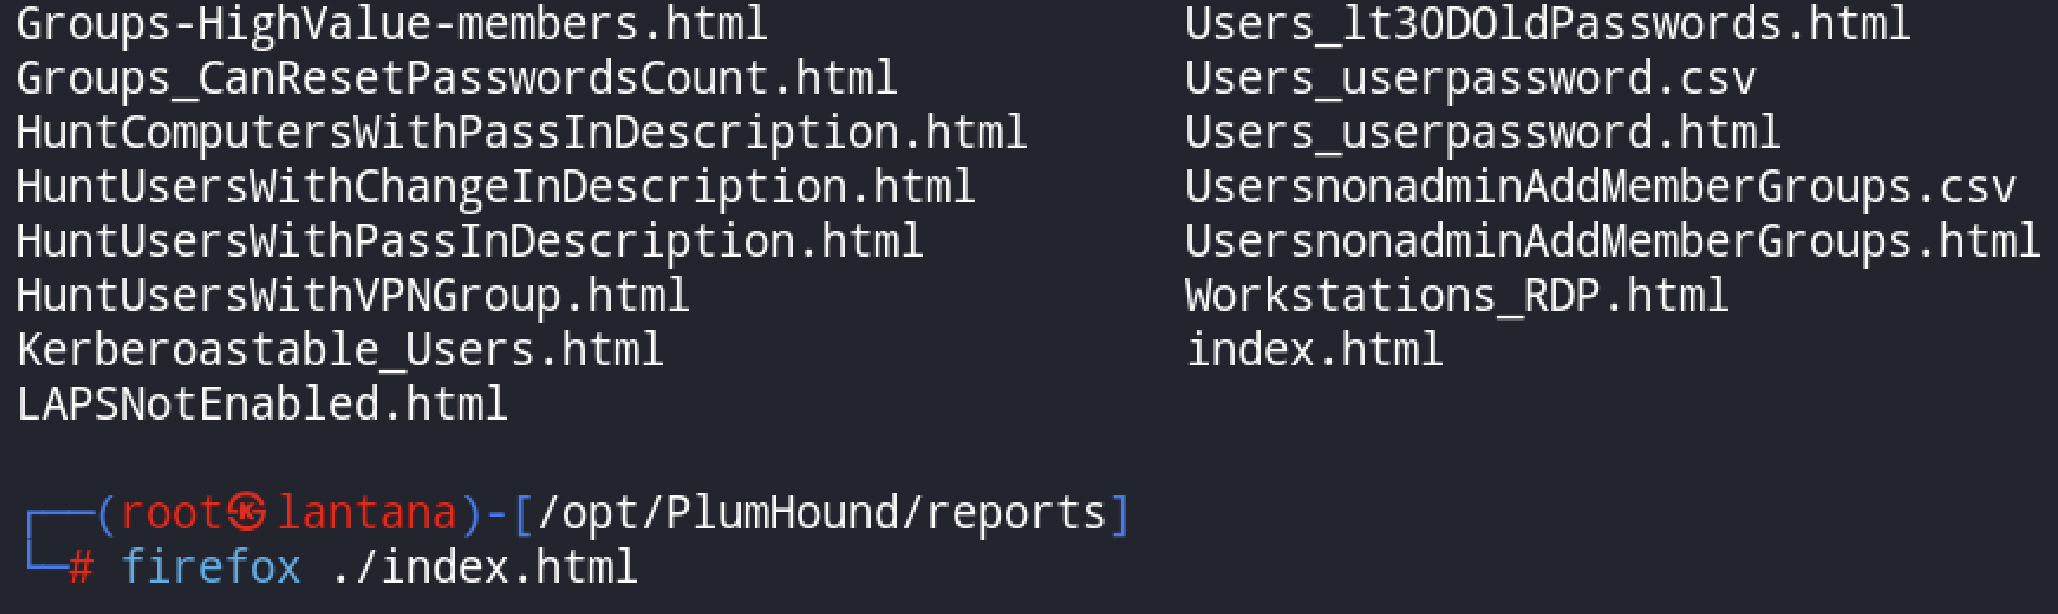 Groups-HighValue-members.html Users_lt30DOldPasswords.html
Groups_CanResetPasswordsCount.html Users_userpassword.csv
HuntComputersWithPassInDescription.html Users_userpassword.html
HuntUsersWithChangeInDescription.html UsersnonadminAddMemberGroups.csv
HuntUsersWithPassInDescription.html UsersnonadminAddMemberGroups.html
HuntUsersWithVPNGroup.html Workstations_RDP.html
Kerberoastable_Users.html index.html
LAPSNotEnabled.html
┌──(root㉿lantana)-[/opt/PlumHound/reports]
└─# firefox ./index.html